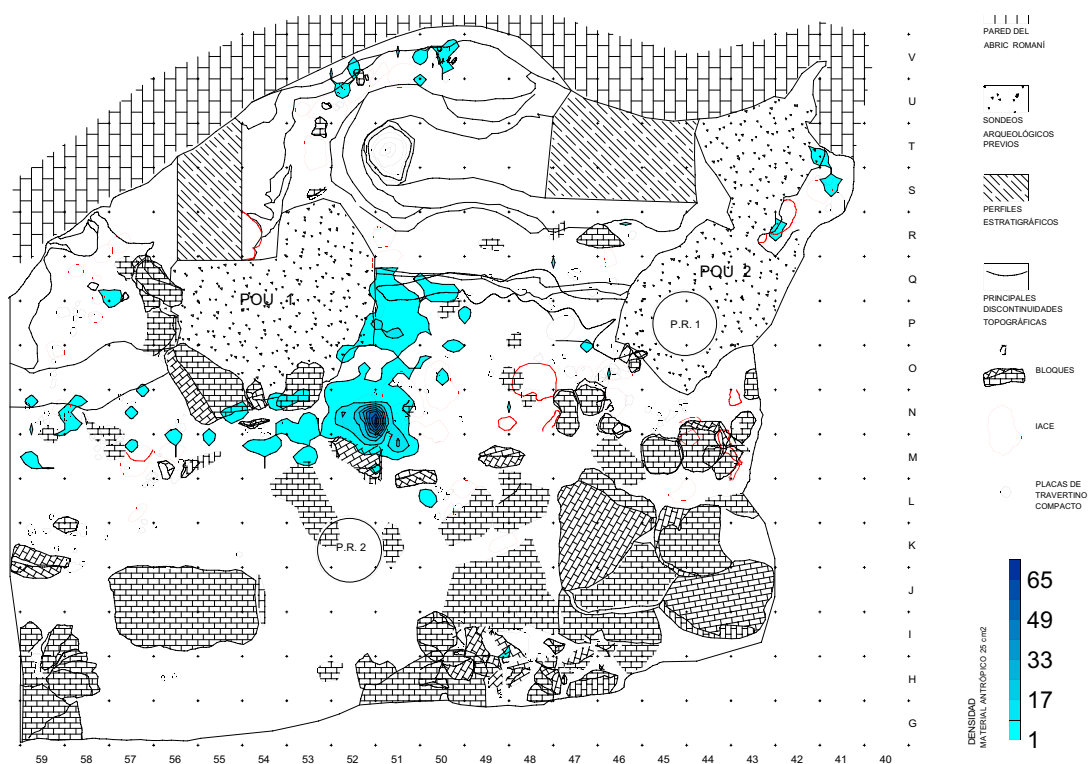 PARED DEL
ABRIC ROMANÍ
V
U
SONDEOS
ARQUEOLÓGICOS
PREVIOS
T
S
PERFILES
ESTRATIGRÁFICOS
R
POU 1
POU 2
Q
PRINCIPALES
DISCONTINUIDADES
TOPOGRÁFICAS
P.R. 1
P
O
BLOQUES
N
IACE
M
PLACAS DE
TRAVERTINO
COMPACTO
L
P.R. 2
K
J
I
H
G
65
49
33
17
1
DENSIDAD
MATERIAL ANTRÓPICO 25 cm2
59 58 57 56 55 54 53 52 51 50 49 48 47 46 45 44 43 42 41 40